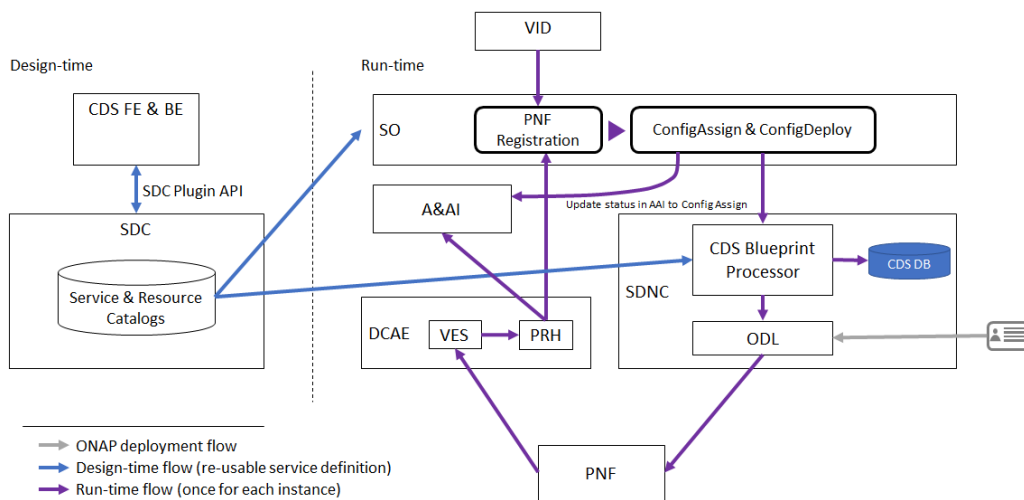 VID
Design-time
Run-time
CDS FE & BE
SO
PNF
Registration
ConfigAssign & ConfigDeploy
SDC Plugin API
A&AI
Update status in AAI to Config Assign
SDC
CDS Blueprint
Processor
CDS DB
Service & Resource
Catalogs
SDNC
DCAE
VES
PRH
ODL
ONAP deployment flow
Design-time flow (re-usable service definition)
Run-time flow (once for each instance)
PNF